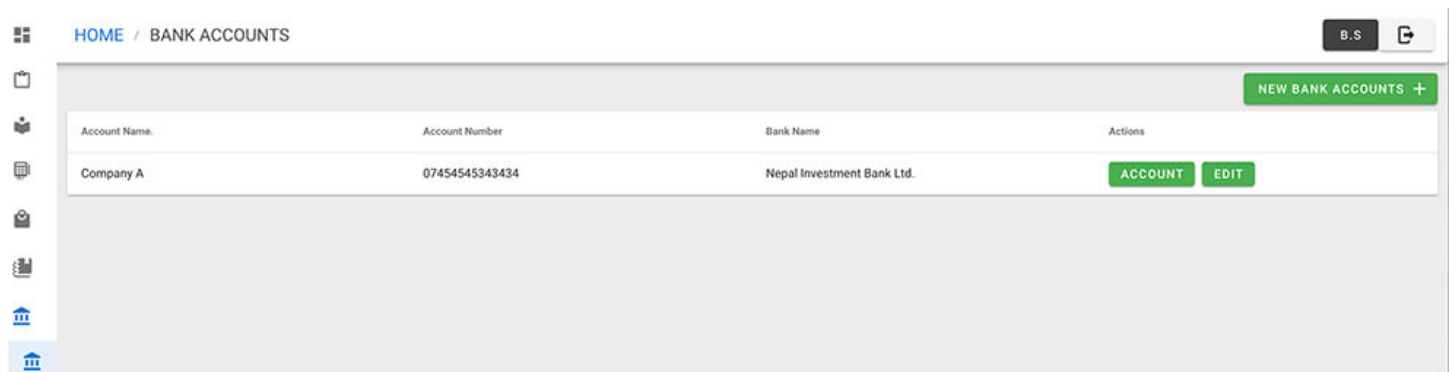 HOME / BANK ACCOUNTS B.S
NEW BANK ACCOUNTS +
Account Name. Account Number Bank Name Actions
Company A 07454545343434 Nepal Investment Bank Ltd. ACCOUNT EDIT